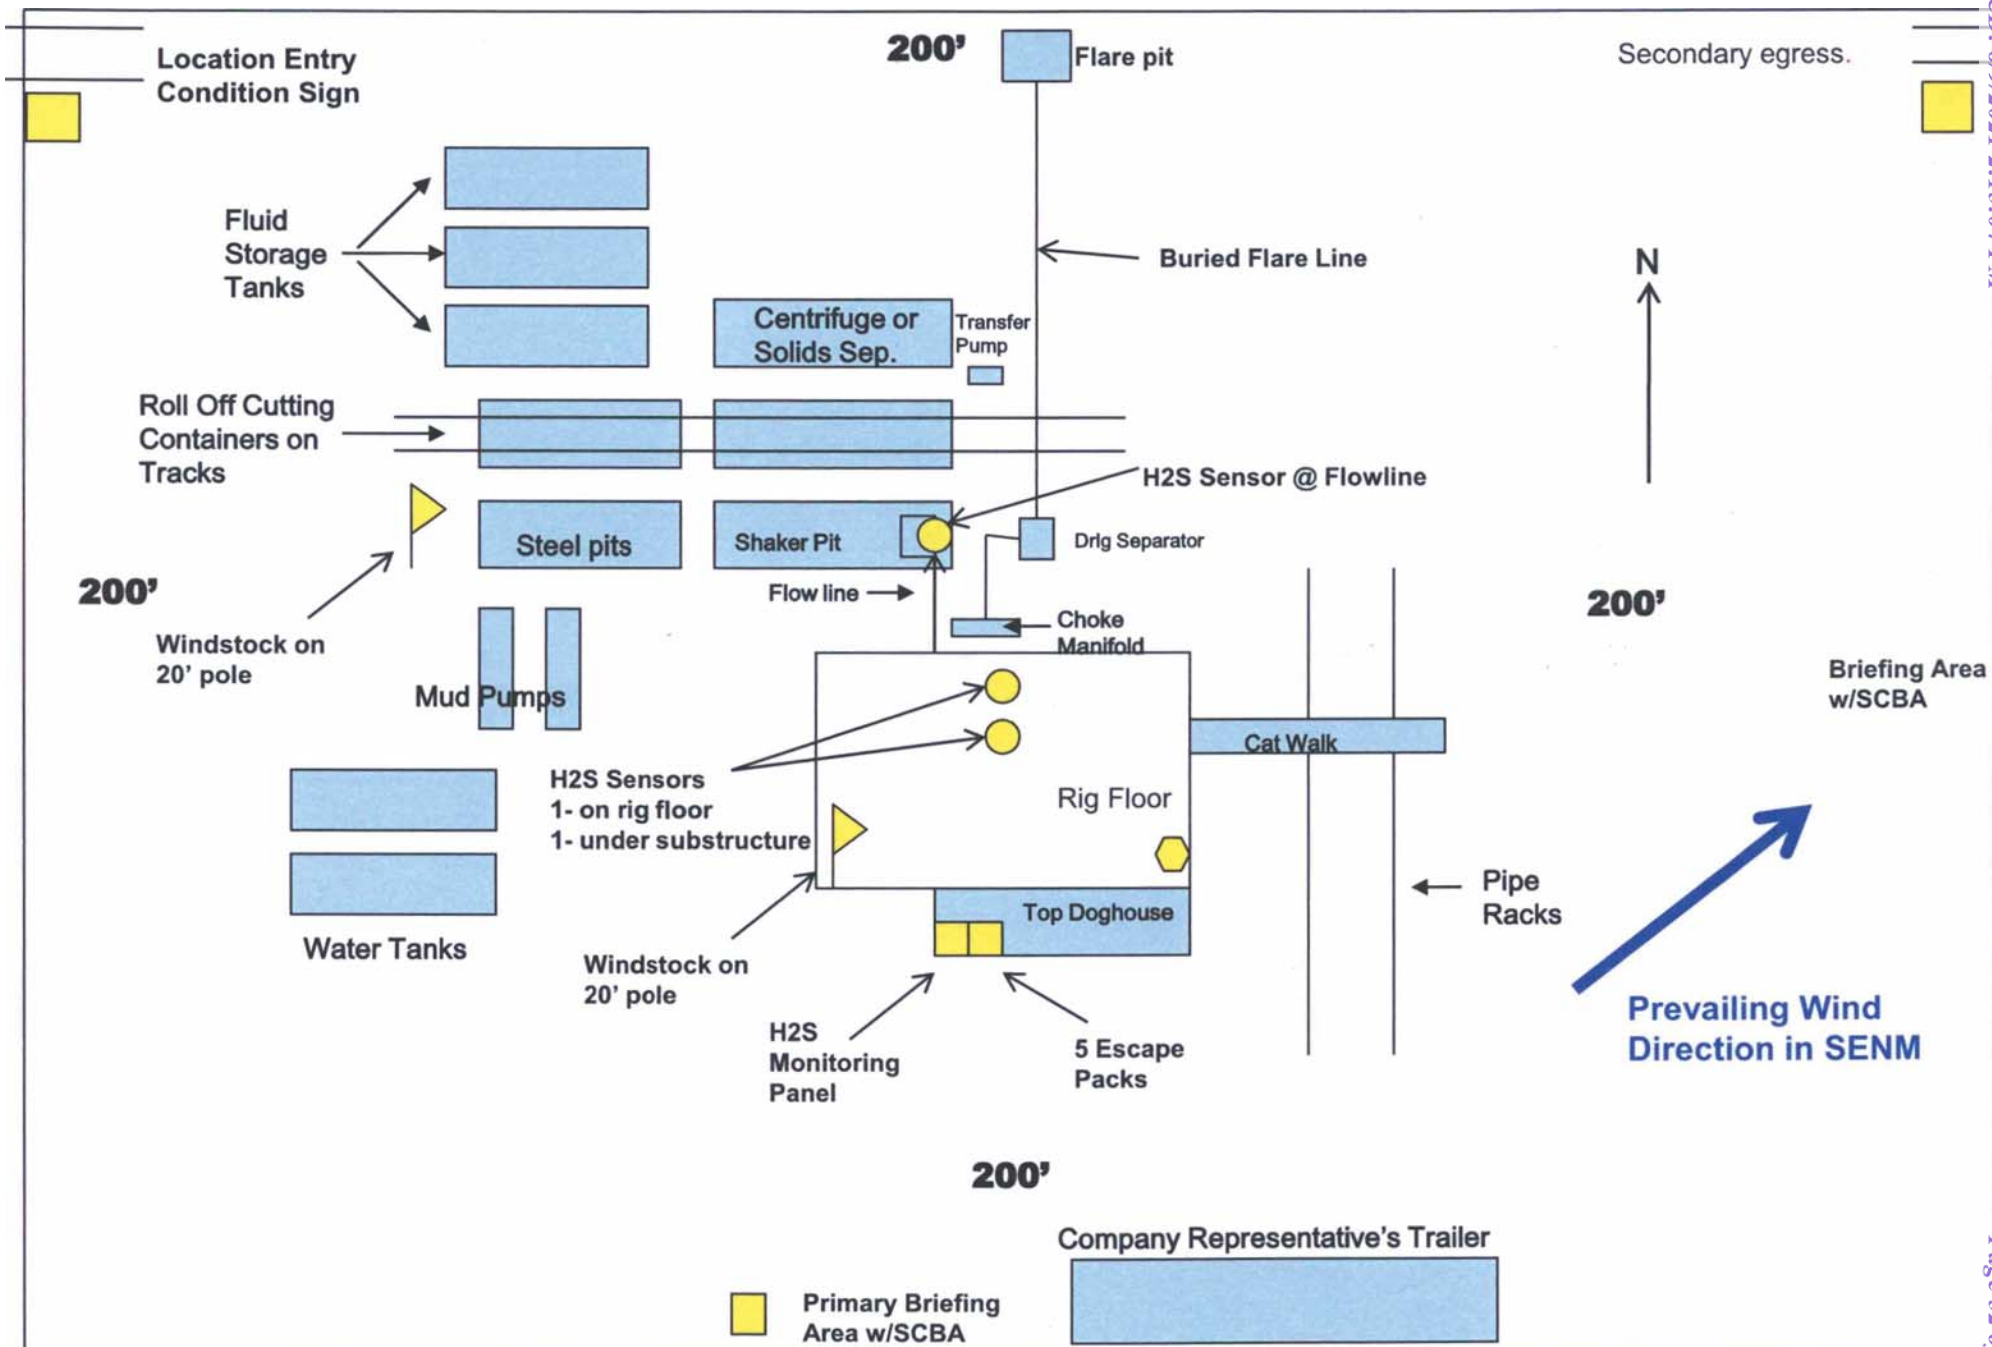 200'
Flare pit
Location Entry
Condition Sign
Secondary egress.
Fluid
Storage
Tanks
Buried Flare Line
N
Centrifuge or
Solids Sep.
Transfer
Pump
Roll Off Cutting
Containers on
Tracks
H2S Sensor @ Flowline
Steel pits
Shaker Pit
Drlg Separator
200'
Flow line
200'
Windstock on
20' pole
Choke
Manifold
Mud Pumps
Briefing Area
w/SCBA
Cat Walk
H2S Sensors
1- on rig floor
1- under substructure
Rig Floor
Pipe
Racks
Top Doghouse
Water Tanks
Windstock on
20' pole
Prevailing Wind
Direction in SENM
H2S
Monitoring
Panel
5 Escape
Packs
200'
Company Representative's Trailer
Primary Briefing
Area w/SCBA